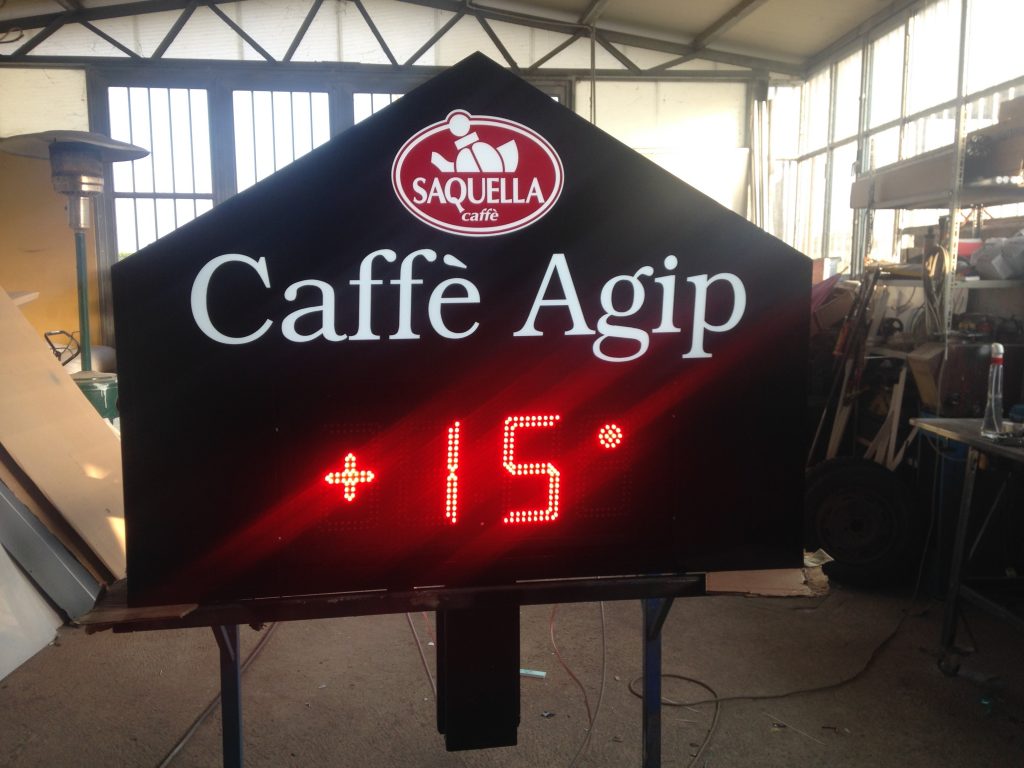 SAQUELLA
caffè
Caffè Agip
+15°